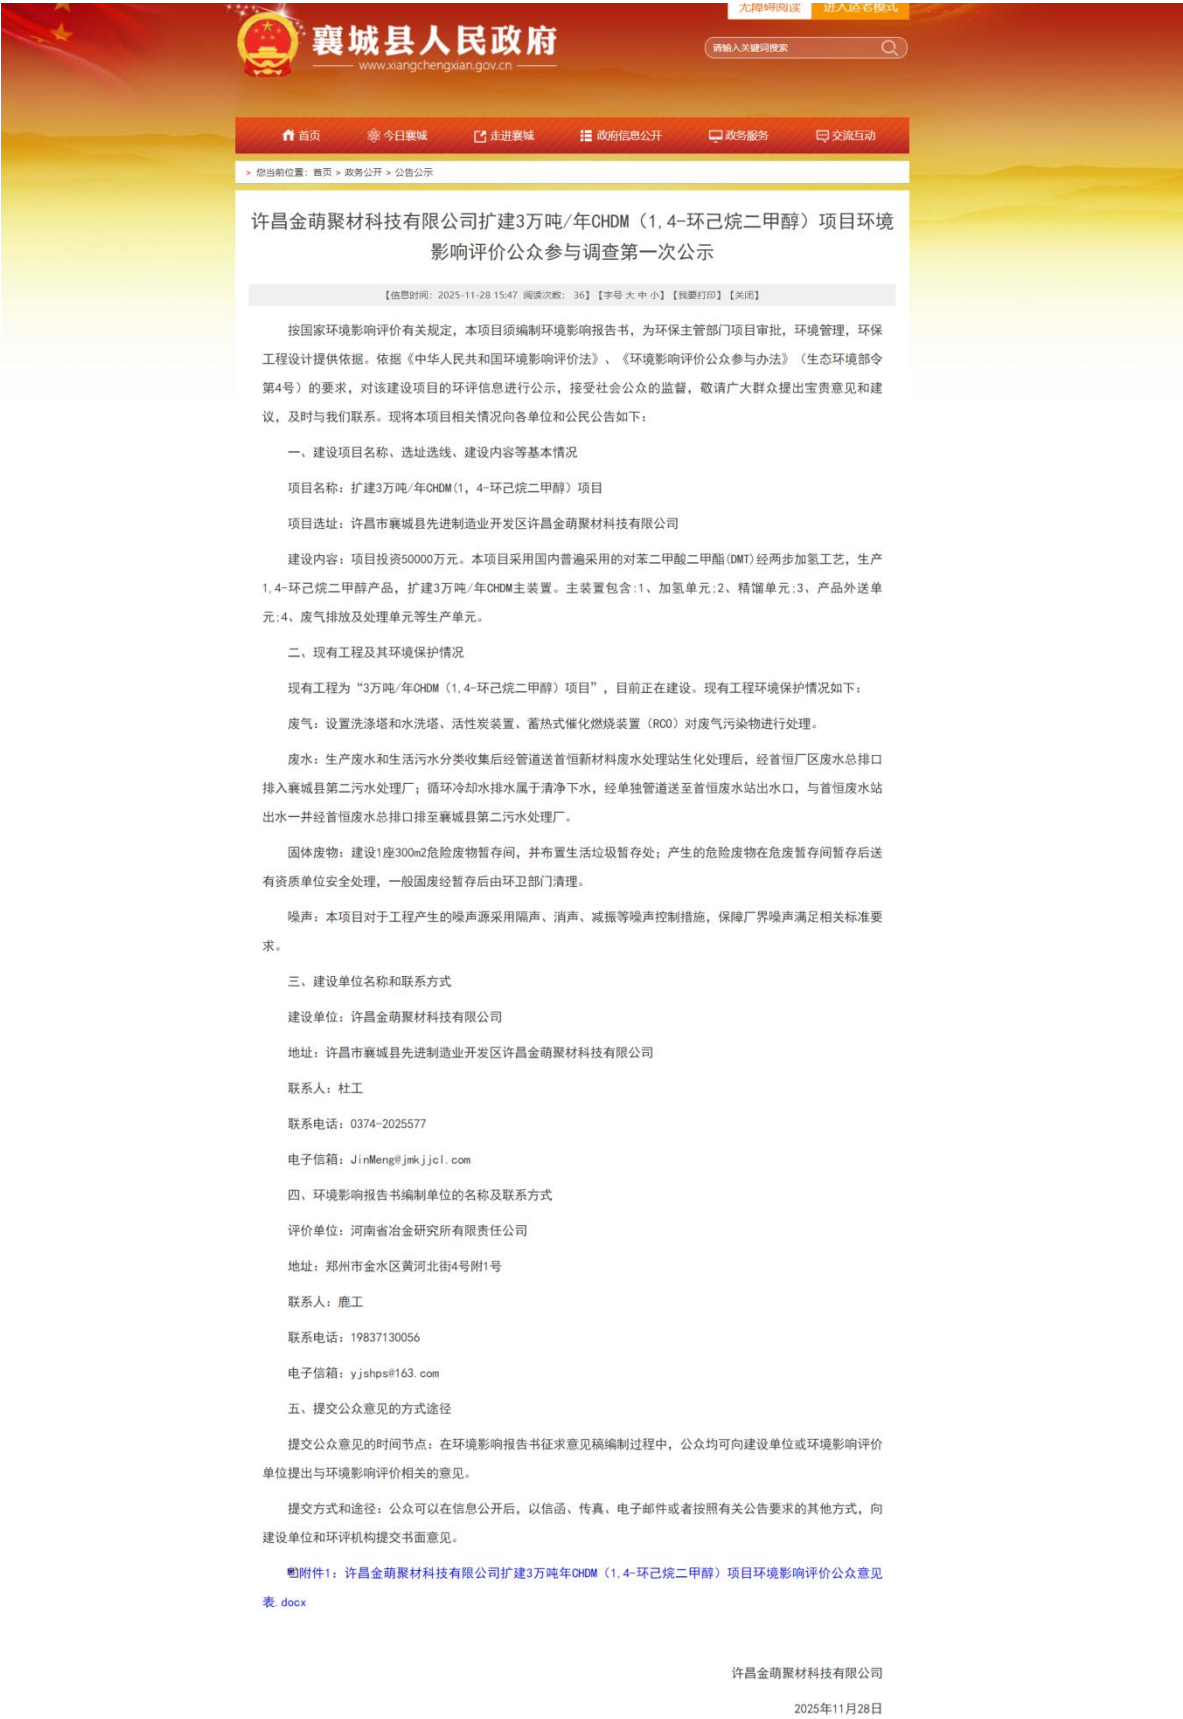 无障碍阅读 进入适老模式
襄城县人民政府
www.xiangchengxian.gov.cn
请输入关键词搜索
首页 今日襄城 走进襄城 政府信息公开 政务服务 交流互动
> 您当前位置：首页 > 政务公开 > 公告公示
许昌金萌聚材科技有限公司扩建3万吨/年CHDM（1,4-环己烷二甲醇）项目环境
影响评价公众参与调查第一次公示
【信息时间：2025-11-28 15:47 阅读次数： 36】【字号 大 中 小】【我要打印】【关闭】
按国家环境影响评价有关规定，本项目须编制环境影响报告书，为环保主管部门项目审批，环境管理，环保
工程设计提供依据。依据《中华人民共和国环境影响评价法》、《环境影响评价公众参与办法》（生态环境部令
第4号）的要求，对该建设项目的环评信息进行公示，接受社会公众的监督，敬请广大群众提出宝贵意见和建
议，及时与我们联系。现将本项目相关情况向各单位和公民公告如下：
一、建设项目名称、选址选线、建设内容等基本情况
项目名称：扩建3万吨/年CHDM(1，4-环己烷二甲醇）项目
项目选址：许昌市襄城县先进制造业开发区许昌金萌聚材科技有限公司
建设内容：项目投资50000万元。本项目采用国内普遍采用的对苯二甲酸二甲酯(DMT)经两步加氢工艺，生产
1,4-环己烷二甲醇产品，扩建3万吨/年CHDM主装置。主装置包含:1、加氢单元;2、精馏单元;3、产品外送单
元;4、废气排放及处理单元等生产单元。
二、现有工程及其环境保护情况
现有工程为“3万吨/年CHDM（1,4-环己烷二甲醇）项目”，目前正在建设。现有工程环境保护情况如下：
废气：设置洗涤塔和水洗塔、活性炭装置、蓄热式催化燃烧装置（RCO）对废气污染物进行处理。
废水：生产废水和生活污水分类收集后经管道送首恒新材料废水处理站生化处理后，经首恒厂区废水总排口
排入襄城县第二污水处理厂；循环冷却水排水属于清净下水，经单独管道送至首恒废水站出水口，与首恒废水站
出水一并经首恒废水总排口排至襄城县第二污水处理厂。
固体废物：建设1座300m2危险废物暂存间，并布置生活垃圾暂存处；产生的危险废物在危废暂存间暂存后送
有资质单位安全处理，一般固废经暂存后由环卫部门清理。
噪声：本项目对于工程产生的噪声源采用隔声、消声、减振等噪声控制措施，保障厂界噪声满足相关标准要
求。
三、建设单位名称和联系方式
建设单位：许昌金萌聚材科技有限公司
地址：许昌市襄城县先进制造业开发区许昌金萌聚材科技有限公司
联系人：杜工
联系电话：0374-2025577
电子信箱：JinMeng@jmkjjcl.com
四、环境影响报告书编制单位的名称及联系方式
评价单位：河南省冶金研究所有限责任公司
地址：郑州市金水区黄河北街4号附1号
联系人：鹿工
联系电话：19837130056
电子信箱：yjshps@163.com
五、提交公众意见的方式途径
提交公众意见的时间节点：在环境影响报告书征求意见稿编制过程中，公众均可向建设单位或环境影响评价
单位提出与环境影响评价相关的意见。
提交方式和途径：公众可以在信息公开后，以信函、传真、电子邮件或者按照有关公告要求的其他方式，向
建设单位和环评机构提交书面意见。
附件1：许昌金萌聚材科技有限公司扩建3万吨年CHDM（1,4-环己烷二甲醇）项目环境影响评价公众意见
表.docx
许昌金萌聚材科技有限公司
2025年11月28日